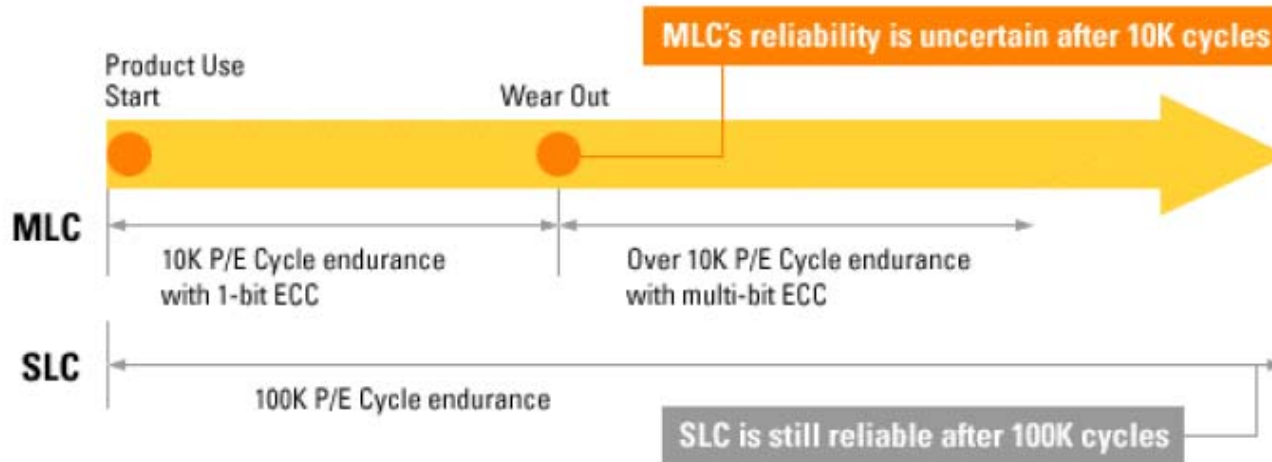 MLC's reliability is uncertain after 10K cycles
Product Use
Start
Wear Out
MLC
10K P/E Cycle endurance
with 1-bit ECC
Over 10K P/E Cycle endurance
with multi-bit ECC
SLC
100K P/E Cycle endurance
SLC is still reliable after 100K cycles